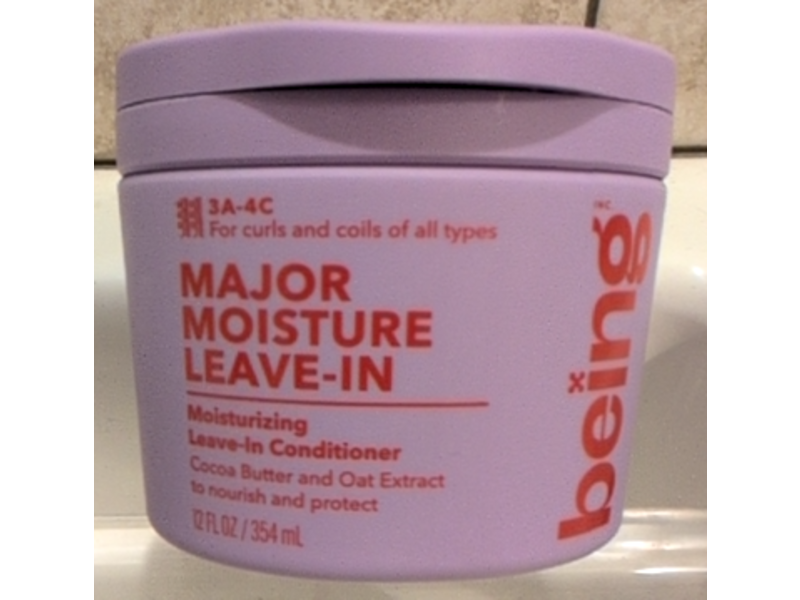 3A-4C
For curls and coils of all types
MAJOR
MOISTURE
LEAVE-IN
Moisturizing
Leave-In Conditioner
Cocoa Butter and Oat Extract
to nourish and protect
12 FL OZ / 354 mL
being
INC.